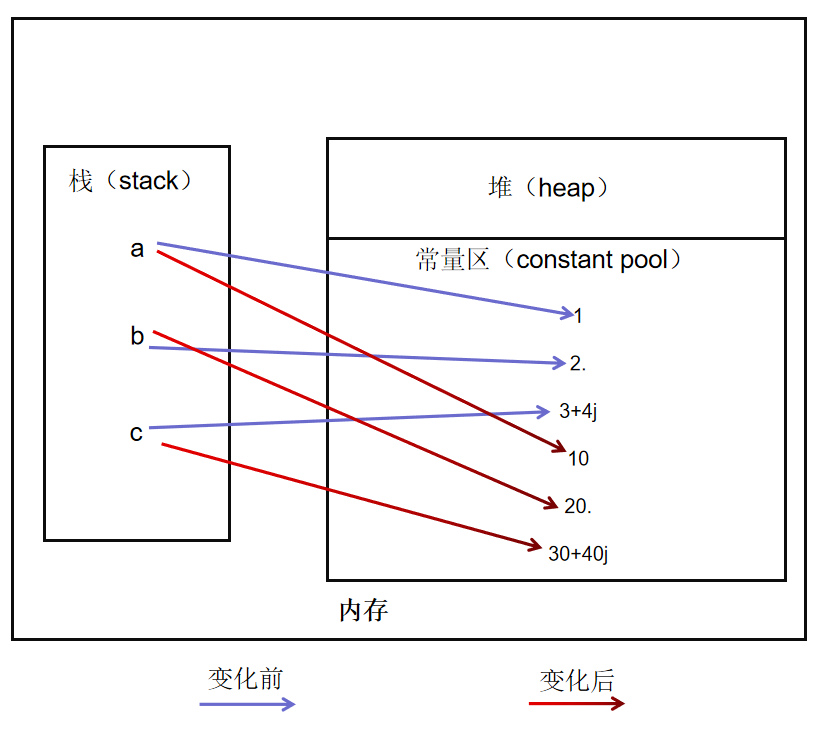 栈（stack）
a
b
c
堆（heap）
常量区（constant pool）
1
2.
3+4j
10
20.
30+40j
内存
变化前
变化后